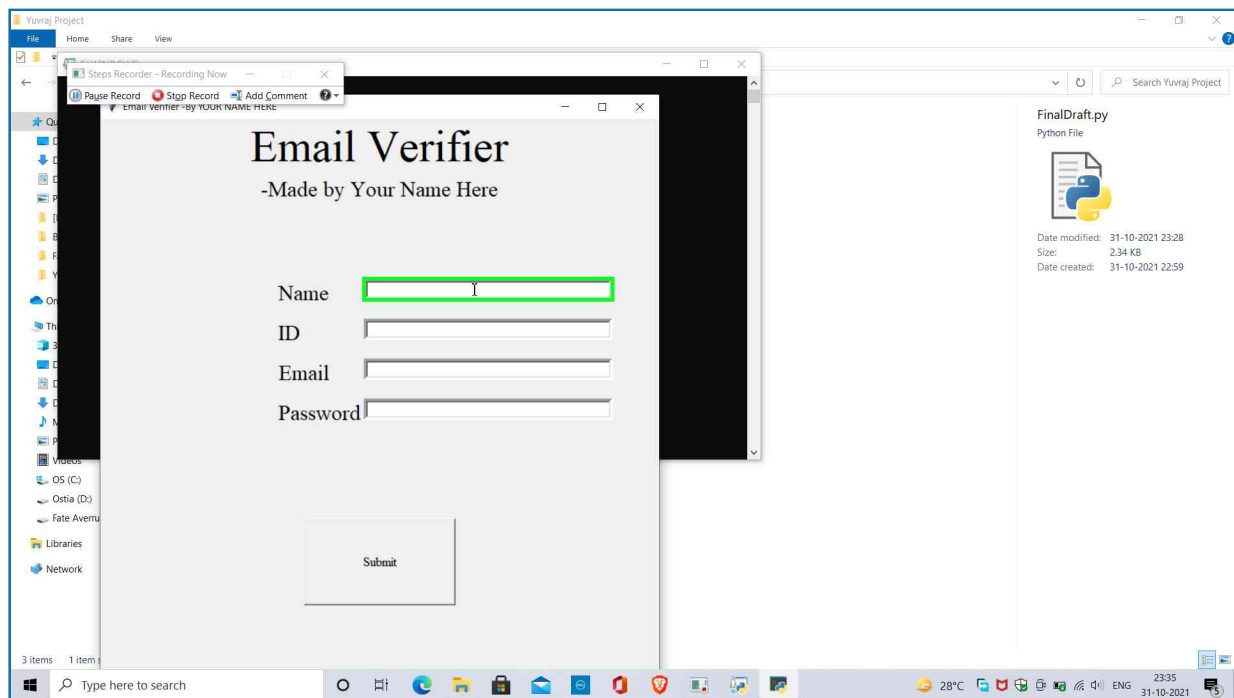 Yuvraj Project
File Home Share View
Steps Recorder - Recording Now
Pause Record Stop Record Add Comment
Search Yuvraj Project
Email Verifier -By YOUR NAME HERE
Email Verifier
-Made by Your Name Here
Name
ID
Email
Password
Submit
FinalDraft.py
Python File
Date modified: 31-10-2021 23:28
Size: 2.34 KB
Date created: 31-10-2021 22:59
Videos
OS (C:)
Ostia (D:)
Fate Averru
Libraries
Network
3 items 1 item
Type here to search
28°C ENG 23:35
31-10-2021
5